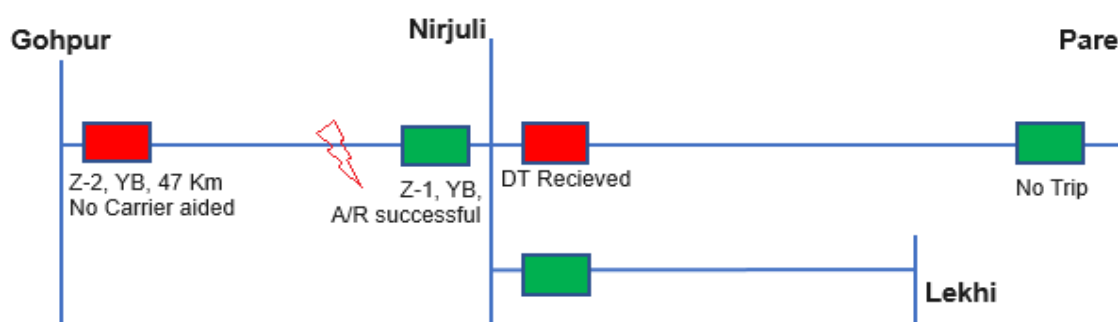 Gohpur
Nirjuli
Pare
Z-2, YB, 47 Km
No Carrier aided
Z-1, YB,
A/R successful
DT Recieved
No Trip
Lekhi